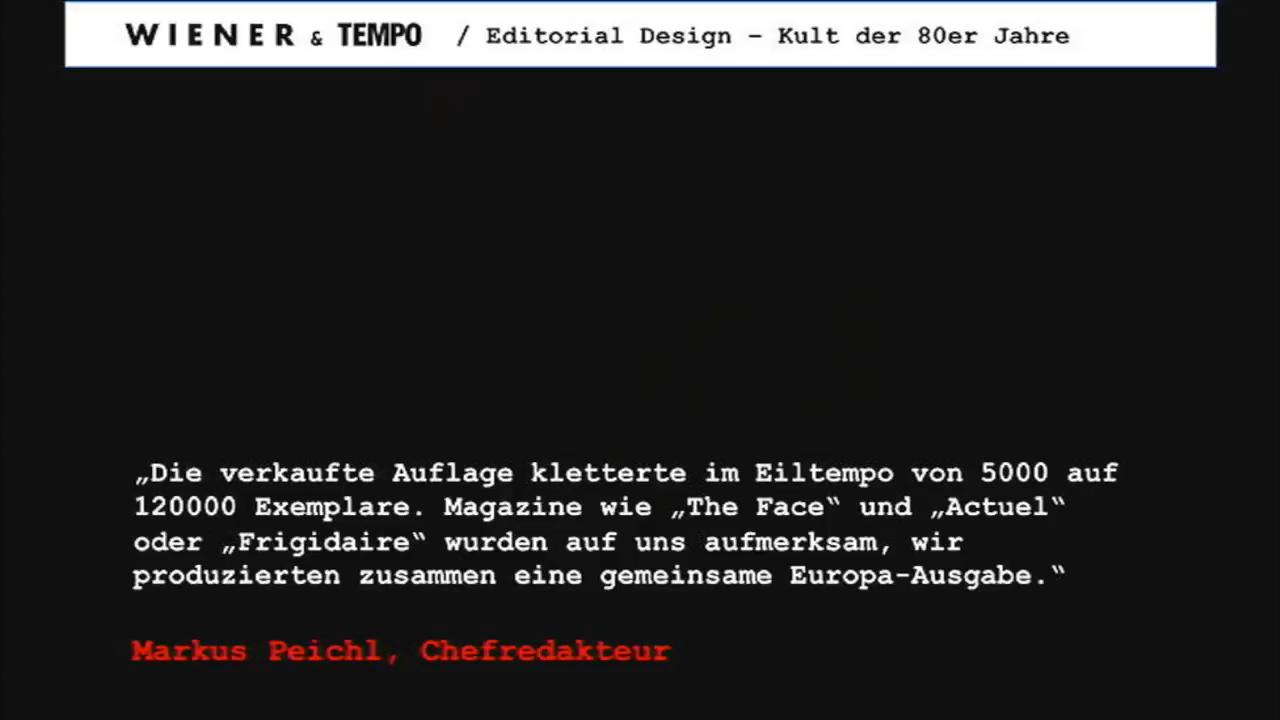 WIENER & TEMPO / Editorial Design – Kult der 80er Jahre
„Die verkaufte Auflage kletterte im Eiltempo von 5000 auf
120000 Exemplare. Magazine wie „The Face‟ und „Actuel‟
oder „Frigidaire‟ wurden auf uns aufmerksam, wir
produzierten zusammen eine gemeinsame Europa-Ausgabe.‟
Markus Peichl, Chefredakteur